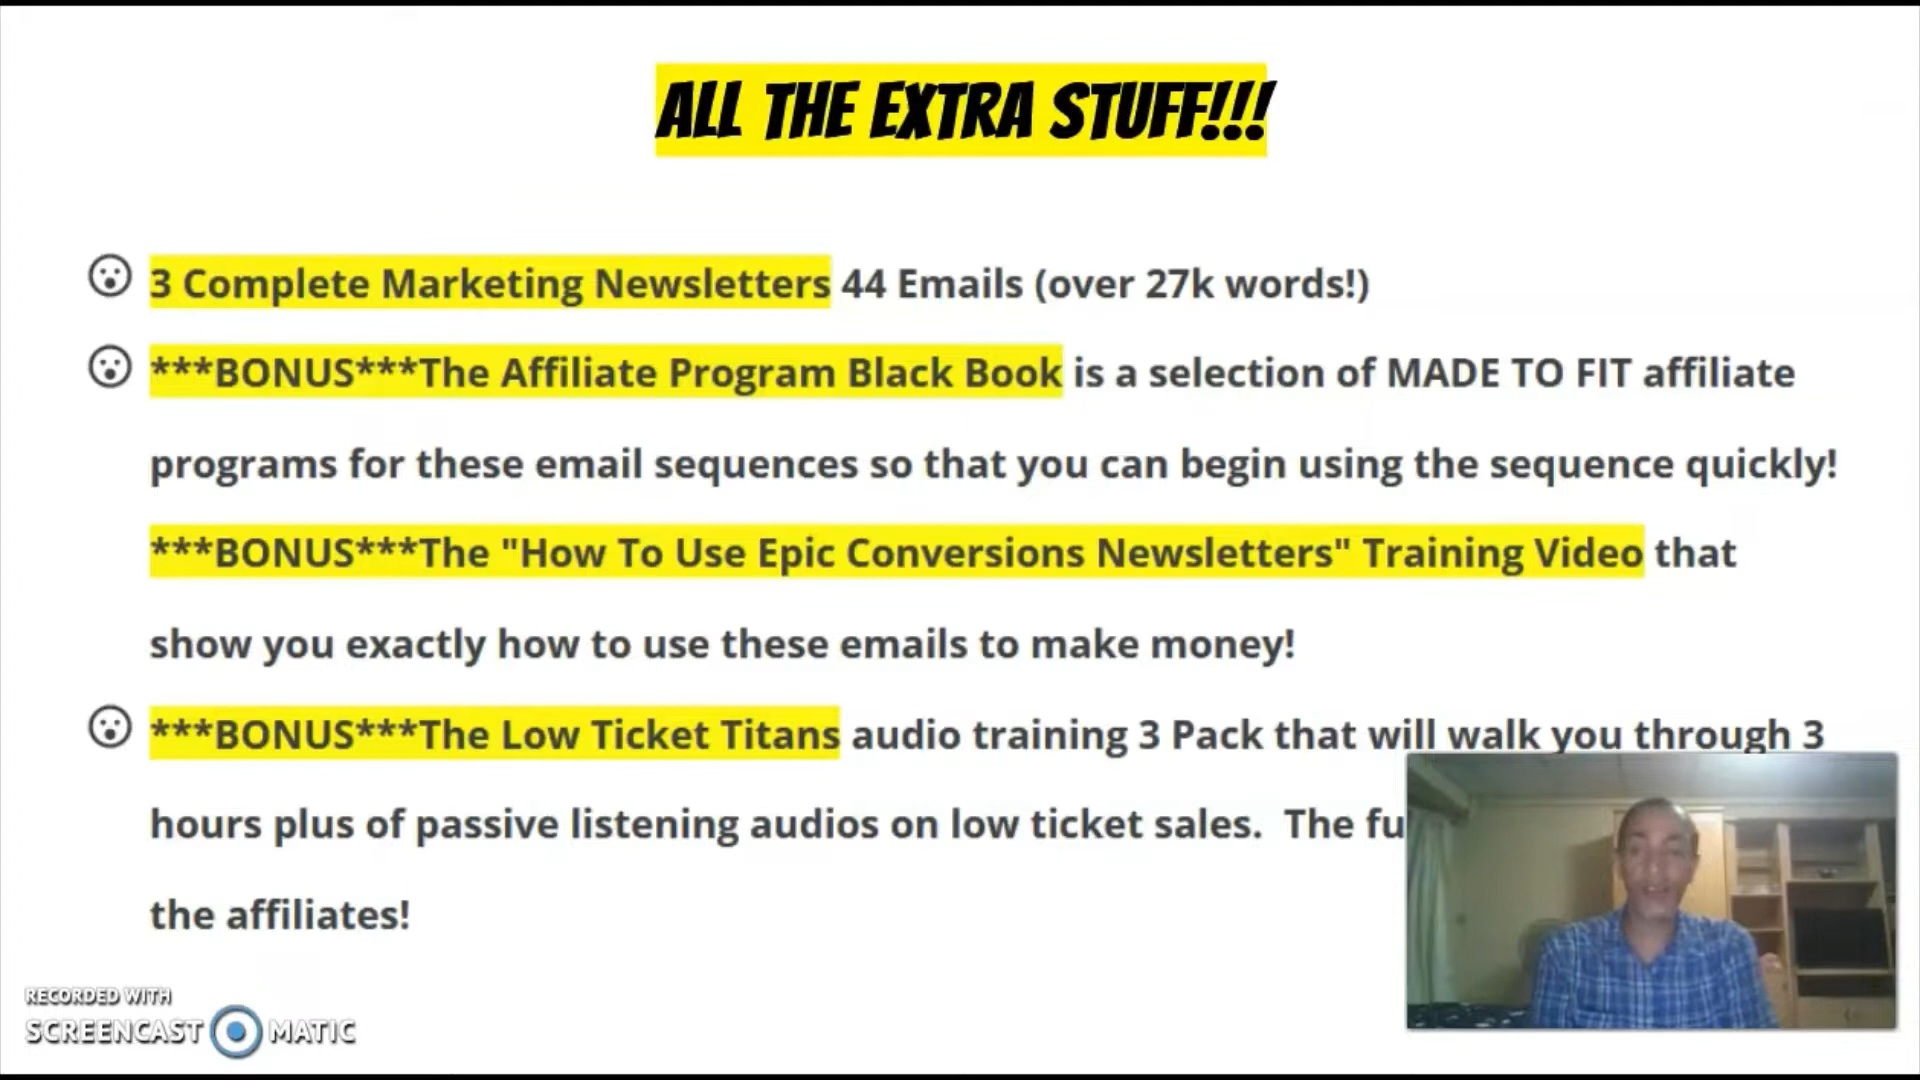 ALL THE EXTRA STUFF!!!
3 Complete Marketing Newsletters 44 Emails (over 27k words!)
***BONUS***The Affiliate Program Black Book is a selection of MADE TO FIT affiliate
programs for these email sequences so that you can begin using the sequence quickly!
***BONUS***The "How To Use Epic Conversions Newsletters" Training Video that
show you exactly how to use these emails to make money!
***BONUS***The Low Ticket Titans audio training 3 Pack that will walk you through 3
hours plus of passive listening audios on low ticket sales. The
the affiliates!
RECORDED WITH
SCREENCAST MATIC